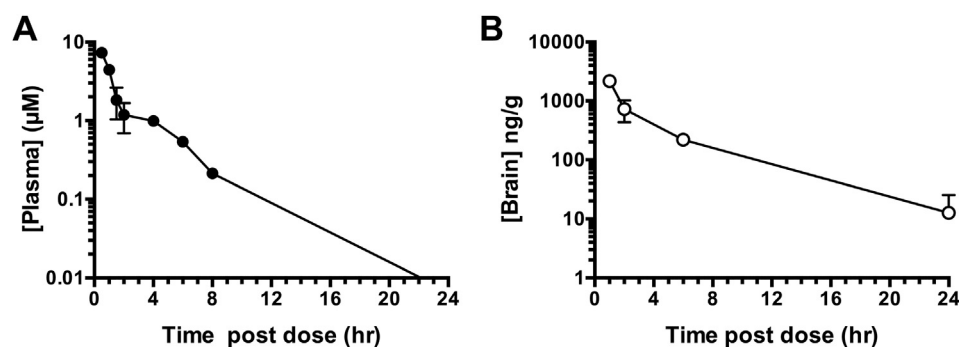 A
[Plasma] (µM)
10
1
0.1
0.01
0 4 8 12 16 20 24
Time post dose (hr)
B
[Brain] ng/g
10000
1000
100
10
1
0 4 8 12 16 20 24
Time post dose (hr)